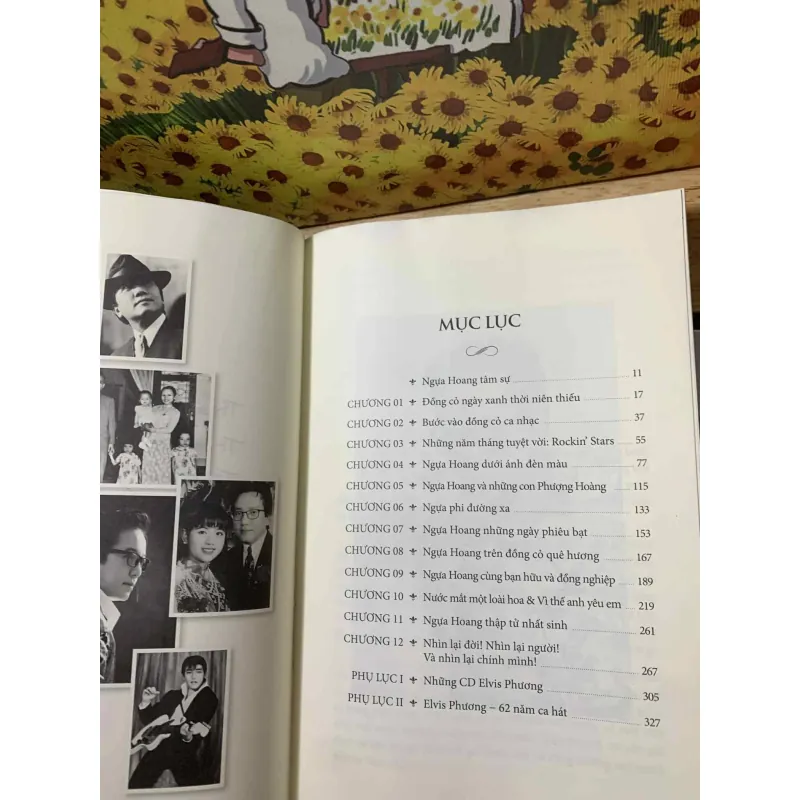 MỤC LỤC
Ngựa Hoang tâm sự 11
CHƯƠNG 01 Đồng cỏ ngày xanh thời niên thiếu 17
CHƯƠNG 02 Bước vào đồng cỏ ca nhạc 37
CHƯƠNG 03 Những năm tháng tuyệt vời: Rockin’ Stars 55
CHƯƠNG 04 Ngựa Hoang dưới ánh đèn màu 77
CHƯƠNG 05 Ngựa Hoang và những con Phượng Hoàng 115
CHƯƠNG 06 Ngựa phi đường xa 133
CHƯƠNG 07 Ngựa Hoang những ngày phiêu bạt 153
CHƯƠNG 08 Ngựa Hoang trên đồng cỏ quê hương 167
CHƯƠNG 09 Ngựa Hoang cùng bạn hữu và đồng nghiệp 189
CHƯƠNG 10 Nước mắt một loài hoa & Vì thế anh yêu em 219
CHƯƠNG 11 Ngựa Hoang thập tử nhất sinh 261
CHƯƠNG 12 Nhìn lại đời! Nhìn lại người!
Và nhìn lại chính mình! 267
PHỤ LỤC I Những CD Elvis Phương 305
PHỤ LỤC II Elvis Phương – 62 năm ca hát 327